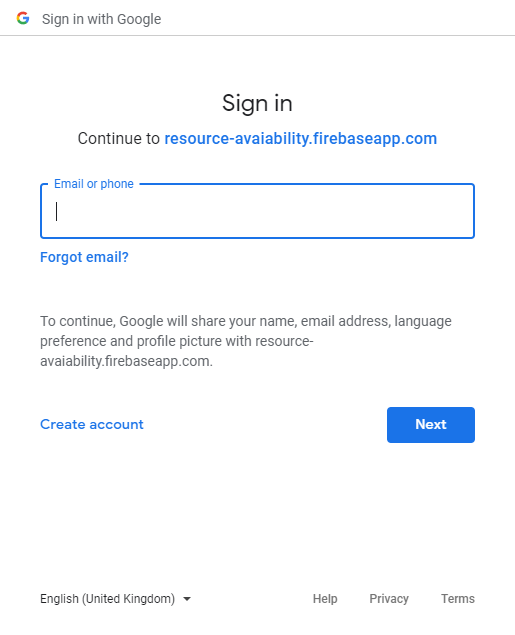 Sign in with Google
Sign in
Continue to resource-avaiability.firebaseapp.com
Email or phone
Forgot email?
To continue, Google will share your name, email address, language
preference and profile picture with resource-
avaiability.firebaseapp.com.
Create account
Next
English (United Kingdom)
Help
Privacy
Terms